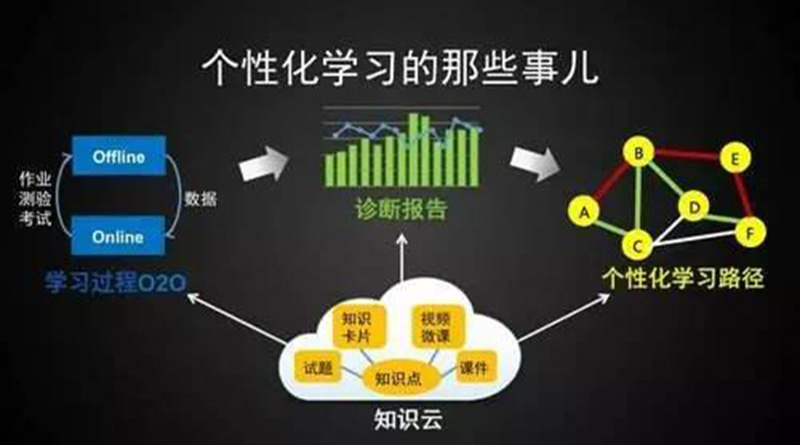 个性化学习的那些事儿
Offline
作业
测验
考试
数据
Online
学习过程O2O
诊断报告
B
E
A
D
C
F
个性化学习路径
知识
卡片
视频
微课
试题
知识点
课件
知识云